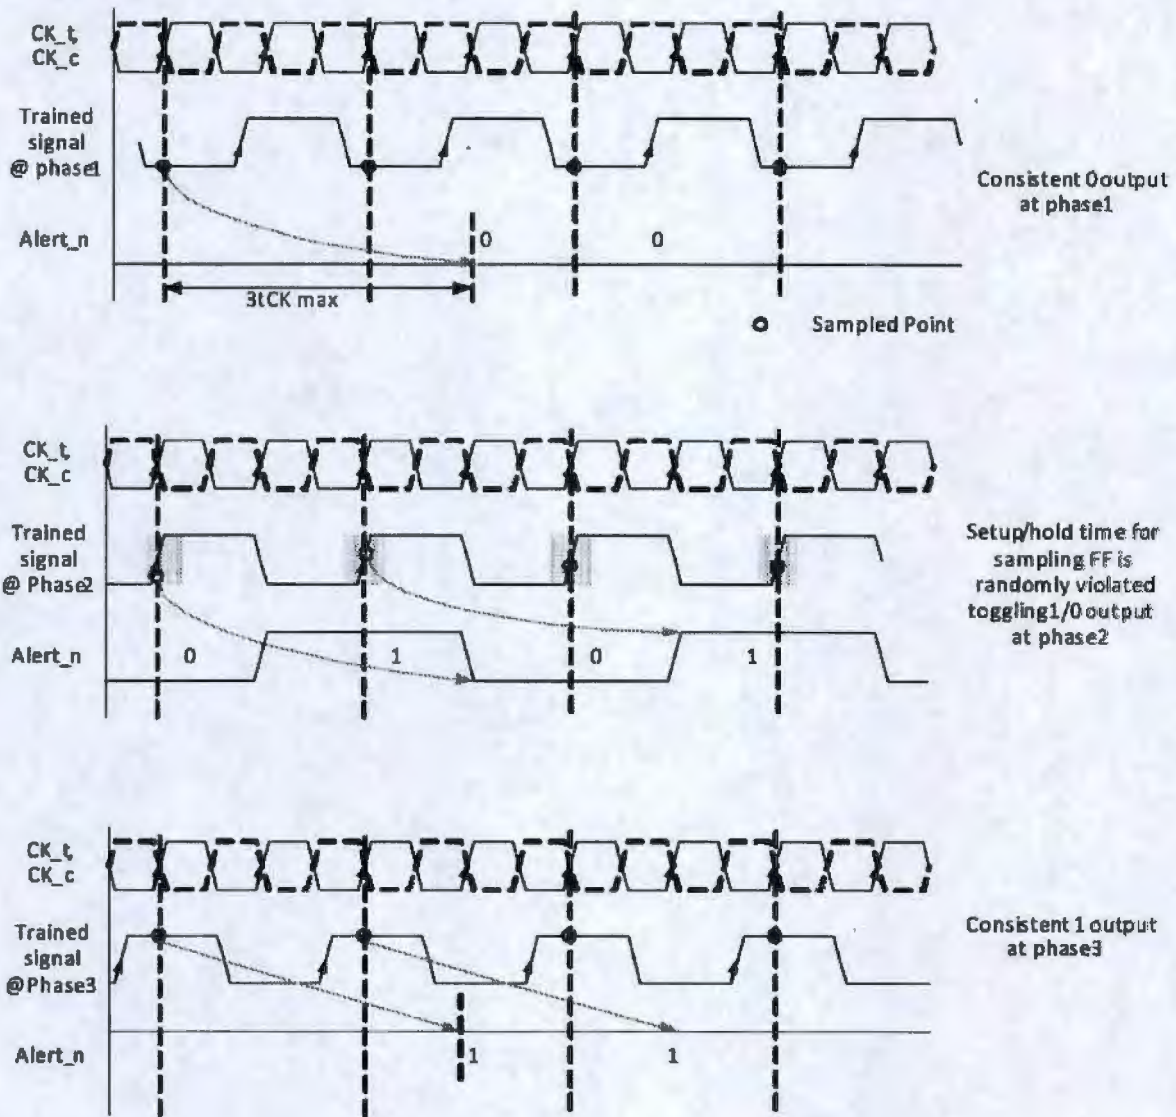 CK_t,
CK_c
Trained
signal
@ phase1
Consistent 0output
at phase1
Alert_n
0
0
3tCK max
Sampled Point
CK_t,
CK_c
Trained
signal
@ Phase2
Setup/hold time for
sampling FF is
randomly violated
toggling1/0 output
at phase2
Alert_n
0
1
0
1
CK_t,
CK_c
Trained
signal
@Phase3
Consistent 1 output
at phase3
Alert_n
1
1